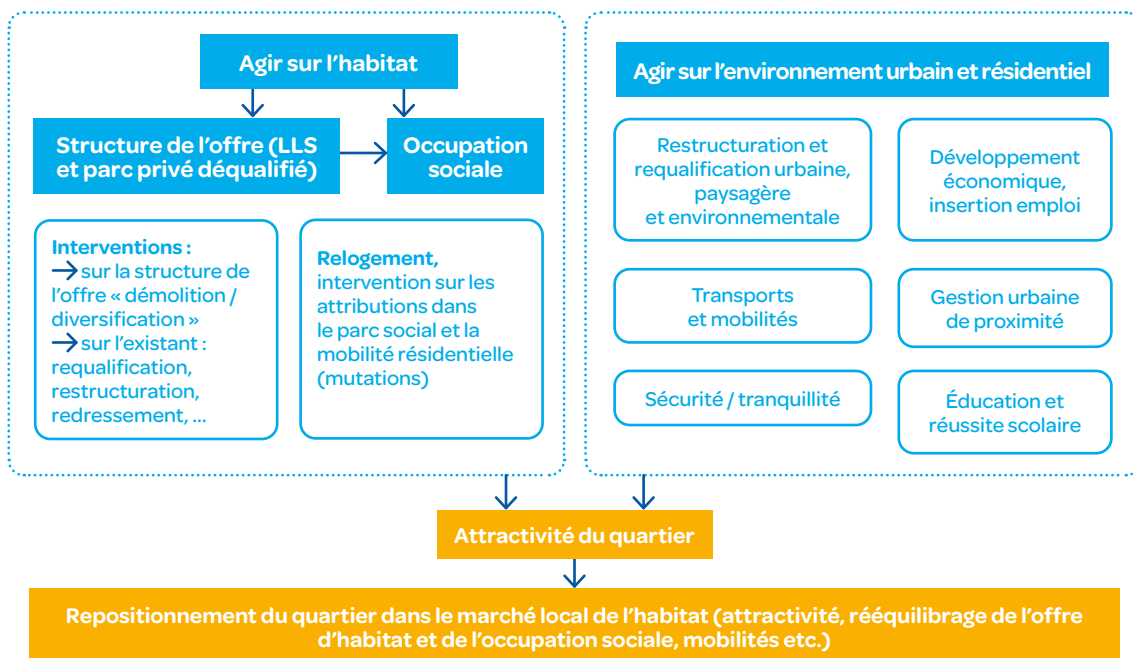 Agir sur l'habitat
Structure de l'offre (LLS
et parc privé déqualifié)
Occupation
sociale
Interventions :
→ sur la structure de
l'offre « démolition /
diversification »
→ sur l'existant :
requalification,
restructuration,
redressement, ...
Relogement,
intervention sur les
attributions dans
le parc social et la
mobilité résidentielle
(mutations)
Agir sur l'environnement urbain et résidentiel
Restructuration et
requalification urbaine,
paysagère
et environnementale
Développement
économique,
insertion emploi
Transports
et mobilités
Gestion urbaine
de proximité
Sécurité / tranquillité
Éducation et
réussite scolaire
Attractivité du quartier
Repositionnement du quartier dans le marché local de l'habitat (attractivité, rééquilibrage de l'offre
d'habitat et de l'occupation sociale, mobilités etc.)